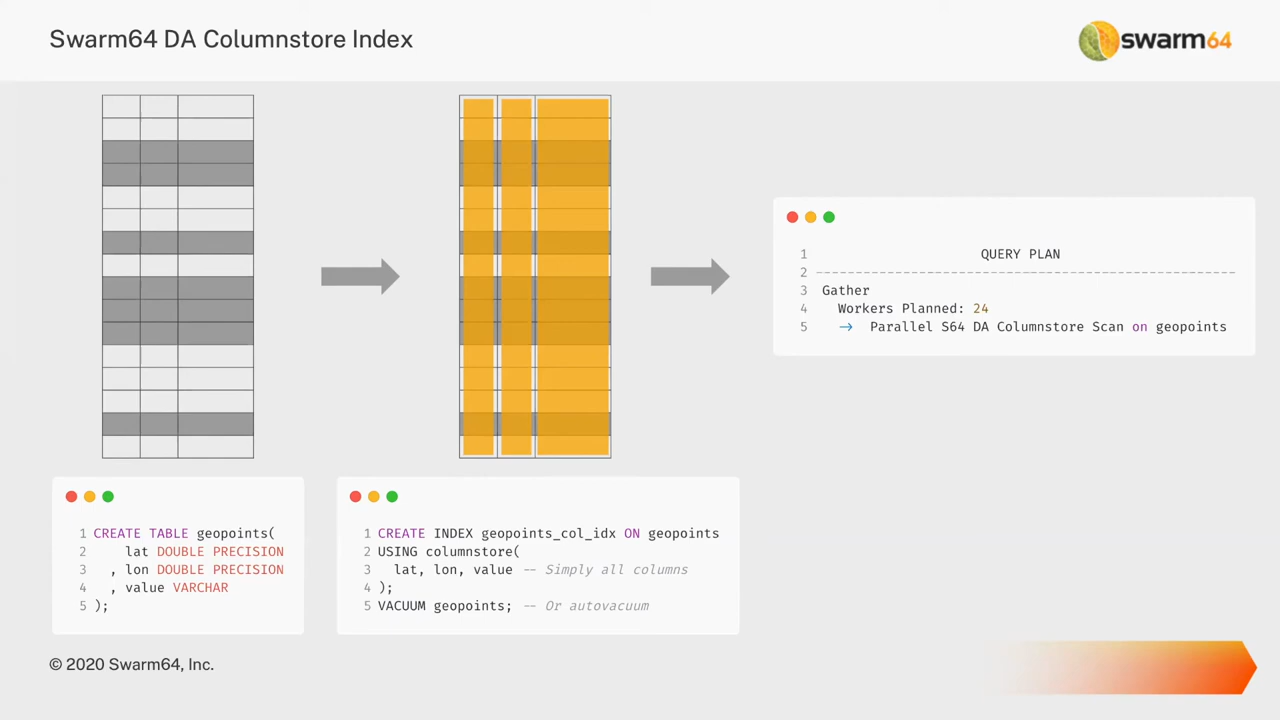 Swarm64 DA Columnstore Index
swarm64
1 QUERY PLAN
2 ----------------------------------------------------
3 Gather
4 Workers Planned: 24
5 → Parallel S64 DA Columnstore Scan on geopoints
1 CREATE TABLE geopoints(
2 lat DOUBLE PRECISION
3 , lon DOUBLE PRECISION
4 , value VARCHAR
5 );
1 CREATE INDEX geopoints_col_idx ON geopoints
2 USING columnstore(
3 lat, lon, value -- Simply all columns
4 );
5 VACUUM geopoints; -- Or autovacuum
© 2020 Swarm64, Inc.